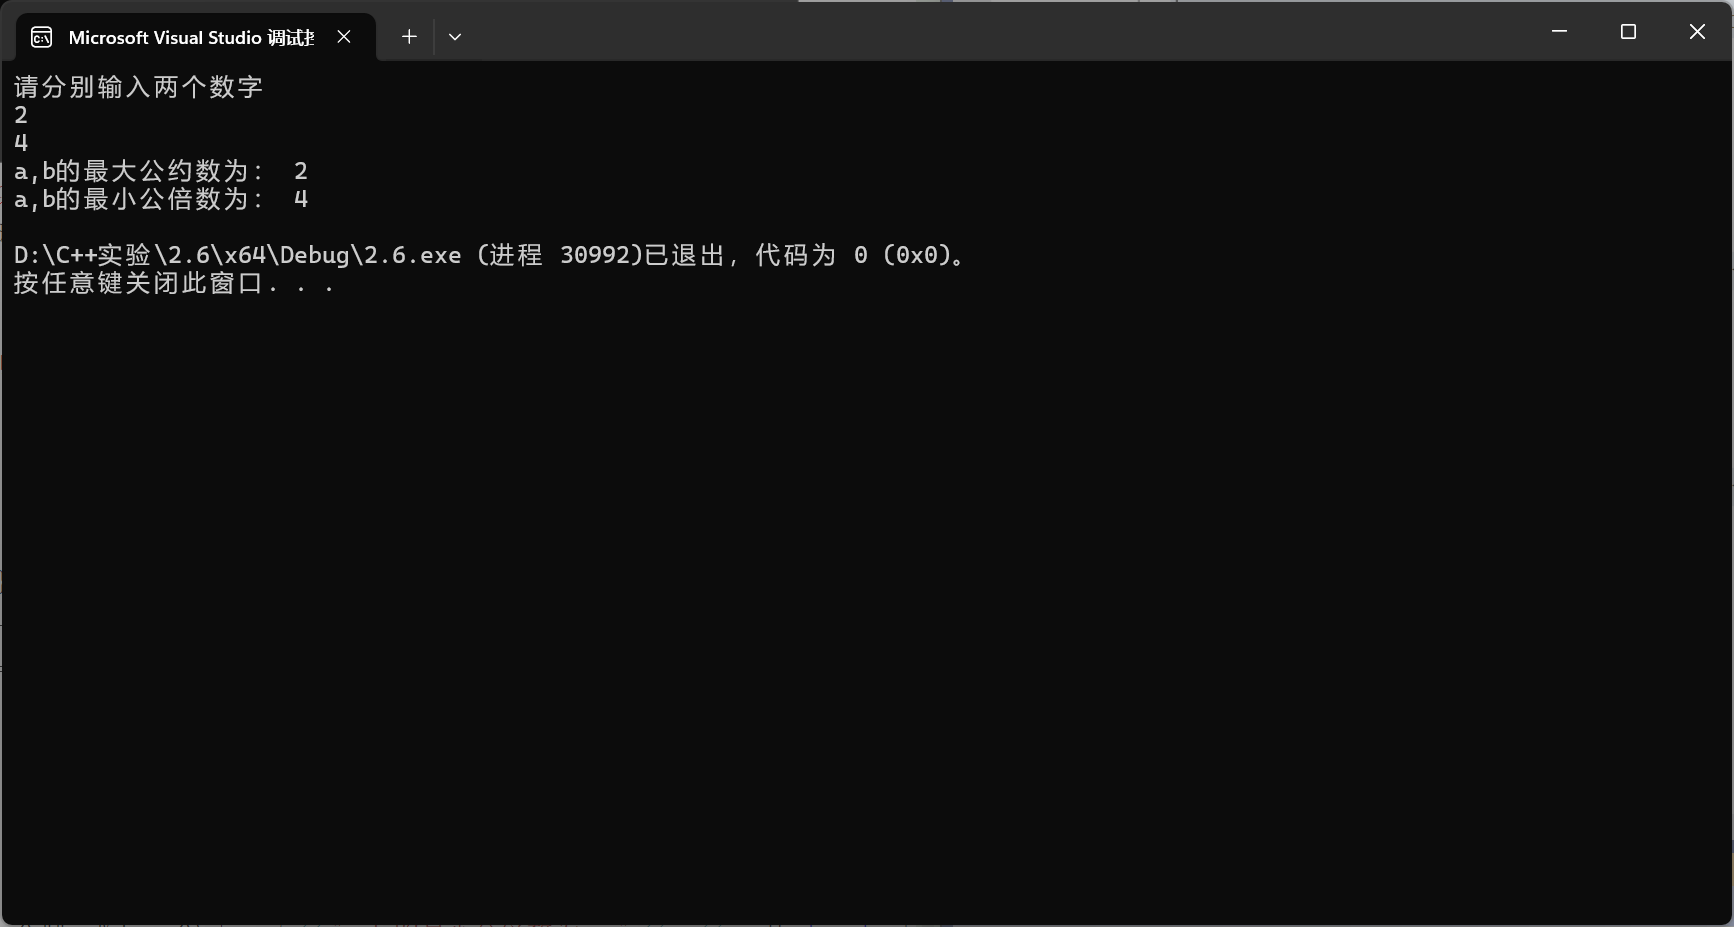 Microsoft Visual Studio 调试
请分别输入两个数字
2
4
a,b的最大公约数为： 2
a,b的最小公倍数为： 4
D:\C++实验\2.6\x64\Debug\2.6.exe (进程 30992)已退出，代码为 0 (0x0)。
按任意键关闭此窗口. . .